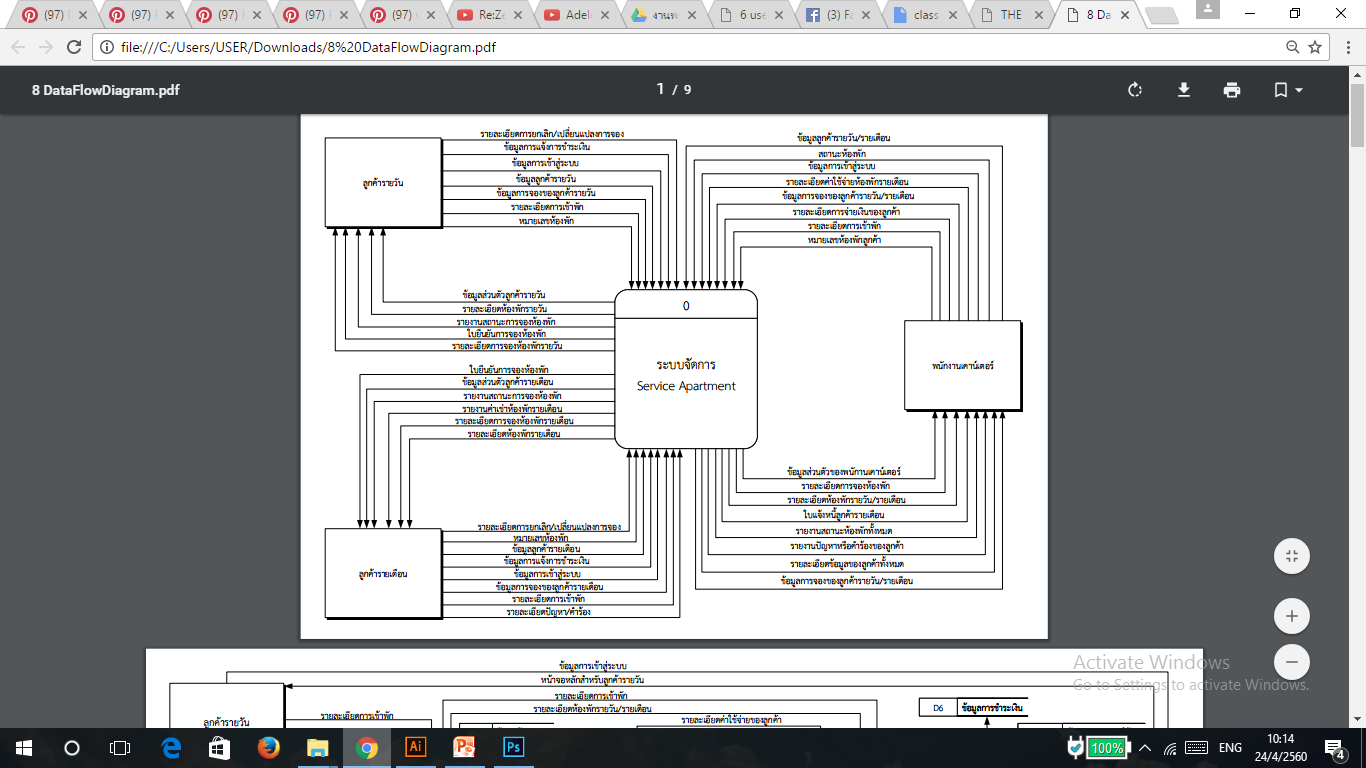 (97)
(97)
(97)
(97)
Re:Ze
Adel
งานพ
6 use
(3) Fa
class
THE
8 Da
file:///C:/Users/USER/Downloads/8%20DataFlowDiagram.pdf
8 DataFlowDiagram.pdf
1 / 9
ลูกค้ารายวัน
รายละเอียดการยกเลิก/เปลี่ยนแปลงการจอง
ข้อมูลการแจ้งการชำระเงิน
ข้อมูลการเข้าสู่ระบบ
ข้อมูลลูกค้ารายวัน
ข้อมูลการจองของลูกค้ารายวัน
รายละเอียดการเข้าพัก
หมายเลขห้องพัก
ข้อมูลลูกค้ารายวัน/รายเดือน
สถานะห้องพัก
ข้อมูลการเข้าสู่ระบบ
รายละเอียดค่าใช้จ่ายห้องพักรายเดือน
ข้อมูลการจองของลูกค้ารายวัน/รายเดือน
รายละเอียดการจ่ายเงินของลูกค้า
รายละเอียดการเข้าพัก
หมายเลขห้องพักลูกค้า
ข้อมูลส่วนตัวลูกค้ารายวัน
รายละเอียดห้องพักรายวัน
รายงานสถานะการจองห้องพัก
ใบยืนยันการจองห้องพัก
รายละเอียดการจองห้องพักรายวัน
0
ระบบจัดการ
Service Apartment
พนักงานเคาน์เตอร์
ใบยืนยันการจองห้องพัก
ข้อมูลส่วนตัวลูกค้ารายเดือน
รายงานสถานะการจองห้องพัก
รายงานค่าเช่าห้องพักรายเดือน
รายละเอียดการจองห้องพักรายเดือน
รายละเอียดห้องพักรายเดือน
ข้อมูลส่วนตัวของพนักงานเคาน์เตอร์
รายละเอียดการจองห้องพัก
รายละเอียดห้องพักรายวัน/รายเดือน
ใบแจ้งหนี้ลูกค้ารายเดือน
รายงานสถานะห้องพักทั้งหมด
รายงานปัญหาหรือคำร้องของลูกค้า
รายละเอียดข้อมูลของลูกค้าทั้งหมด
ข้อมูลการจองของลูกค้ารายวัน/รายเดือน
ลูกค้ารายเดือน
รายละเอียดการยกเลิก/เปลี่ยนแปลงการจอง
หมายเลขห้องพัก
ข้อมูลลูกค้ารายเดือน
ข้อมูลการแจ้งการชำระเงิน
ข้อมูลการเข้าสู่ระบบ
ข้อมูลการจองของลูกค้ารายเดือน
รายละเอียดการเข้าพัก
รายละเอียดปัญหา/คำร้อง
ข้อมูลการเข้าสู่ระบบ
หน้าจอหลักสำหรับลูกค้ารายวัน
รายละเอียดการเข้าพัก
รายละเอียดห้องพักรายวัน/รายเดือน
รายละเอียดค่าใช้จ่ายของลูกค้า
ลูกค้ารายวัน
รายละเอียดการเข้าพัก
D6 ข้อมูลการชำระเงิน
Activate Windows
Go to Settings to activate Windows.
Ai
Ps
100%
ENG
10:14
24/4/2560
4